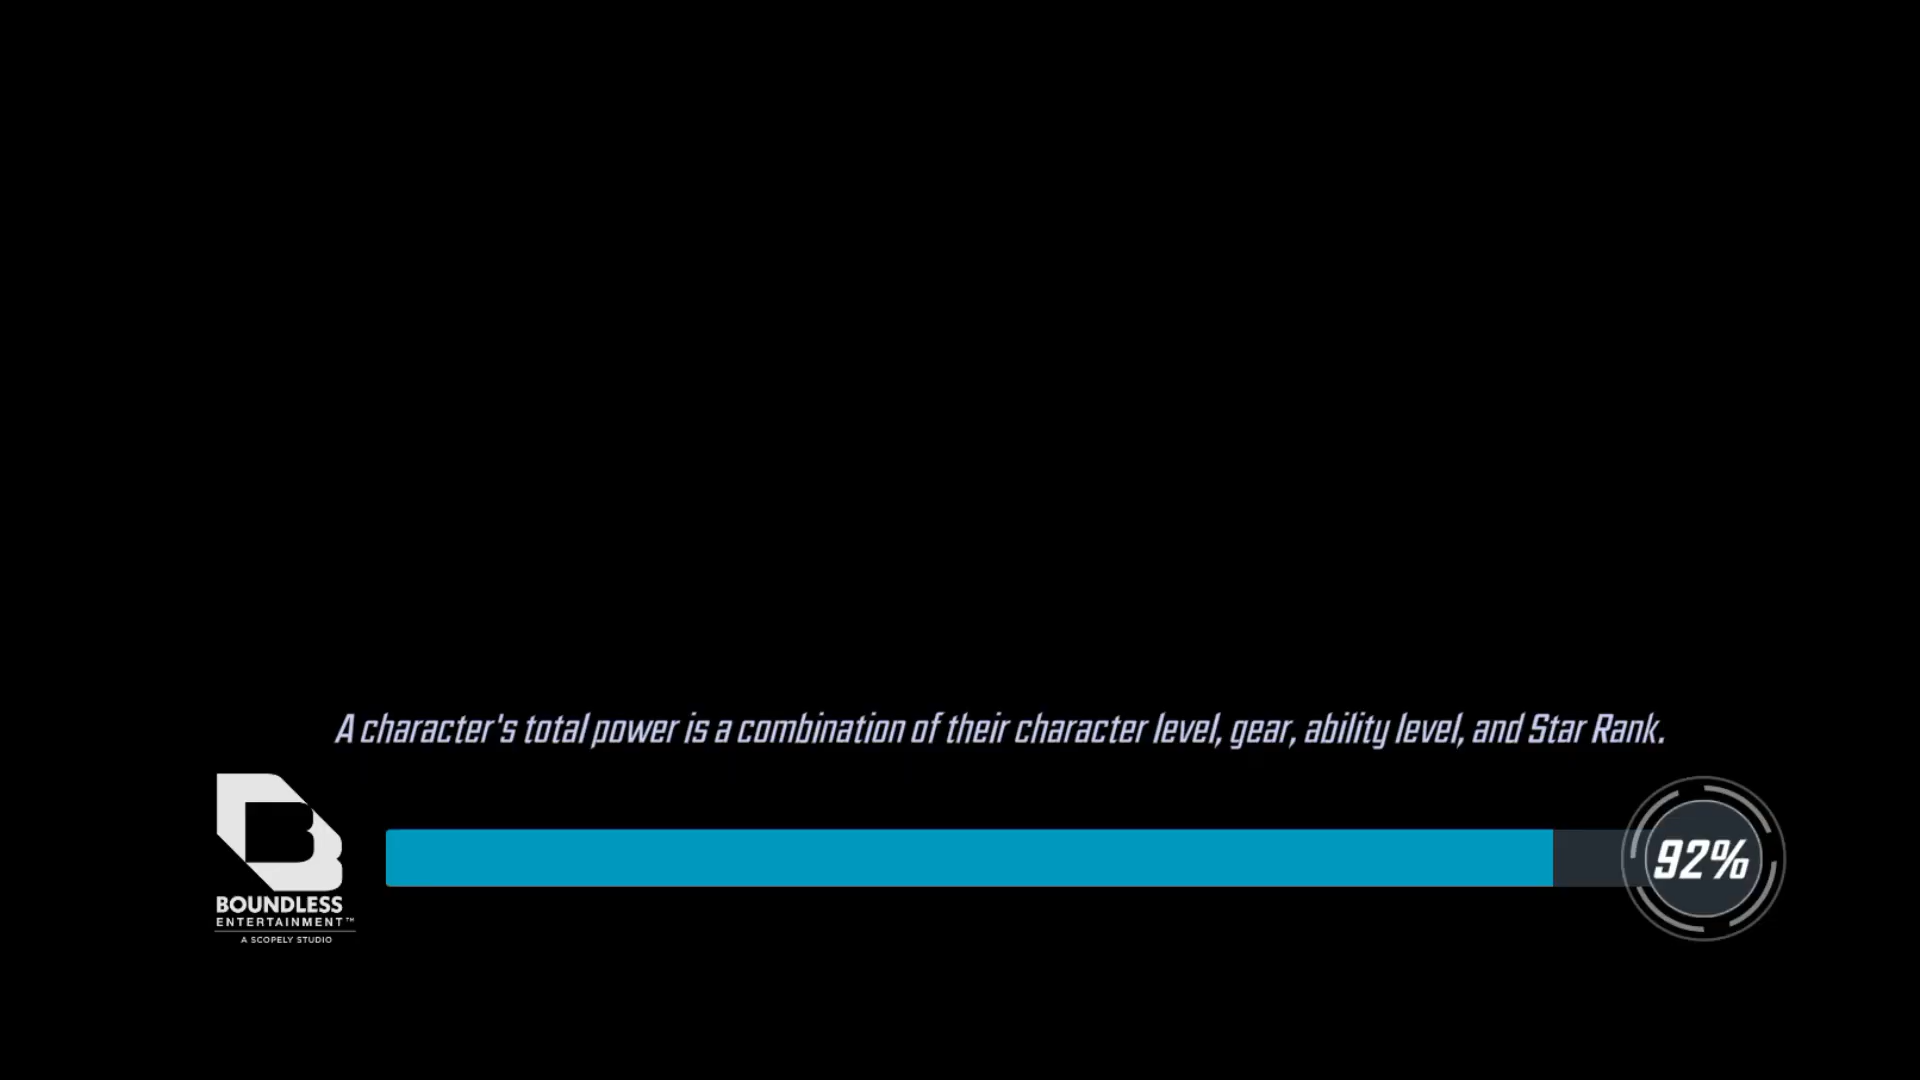 A character's total power is a combination of their character level, gear, ability level, and Star Rank.
92%
BOUNDLESS
ENTERTAINMENT™
A SCOPELY STUDIO